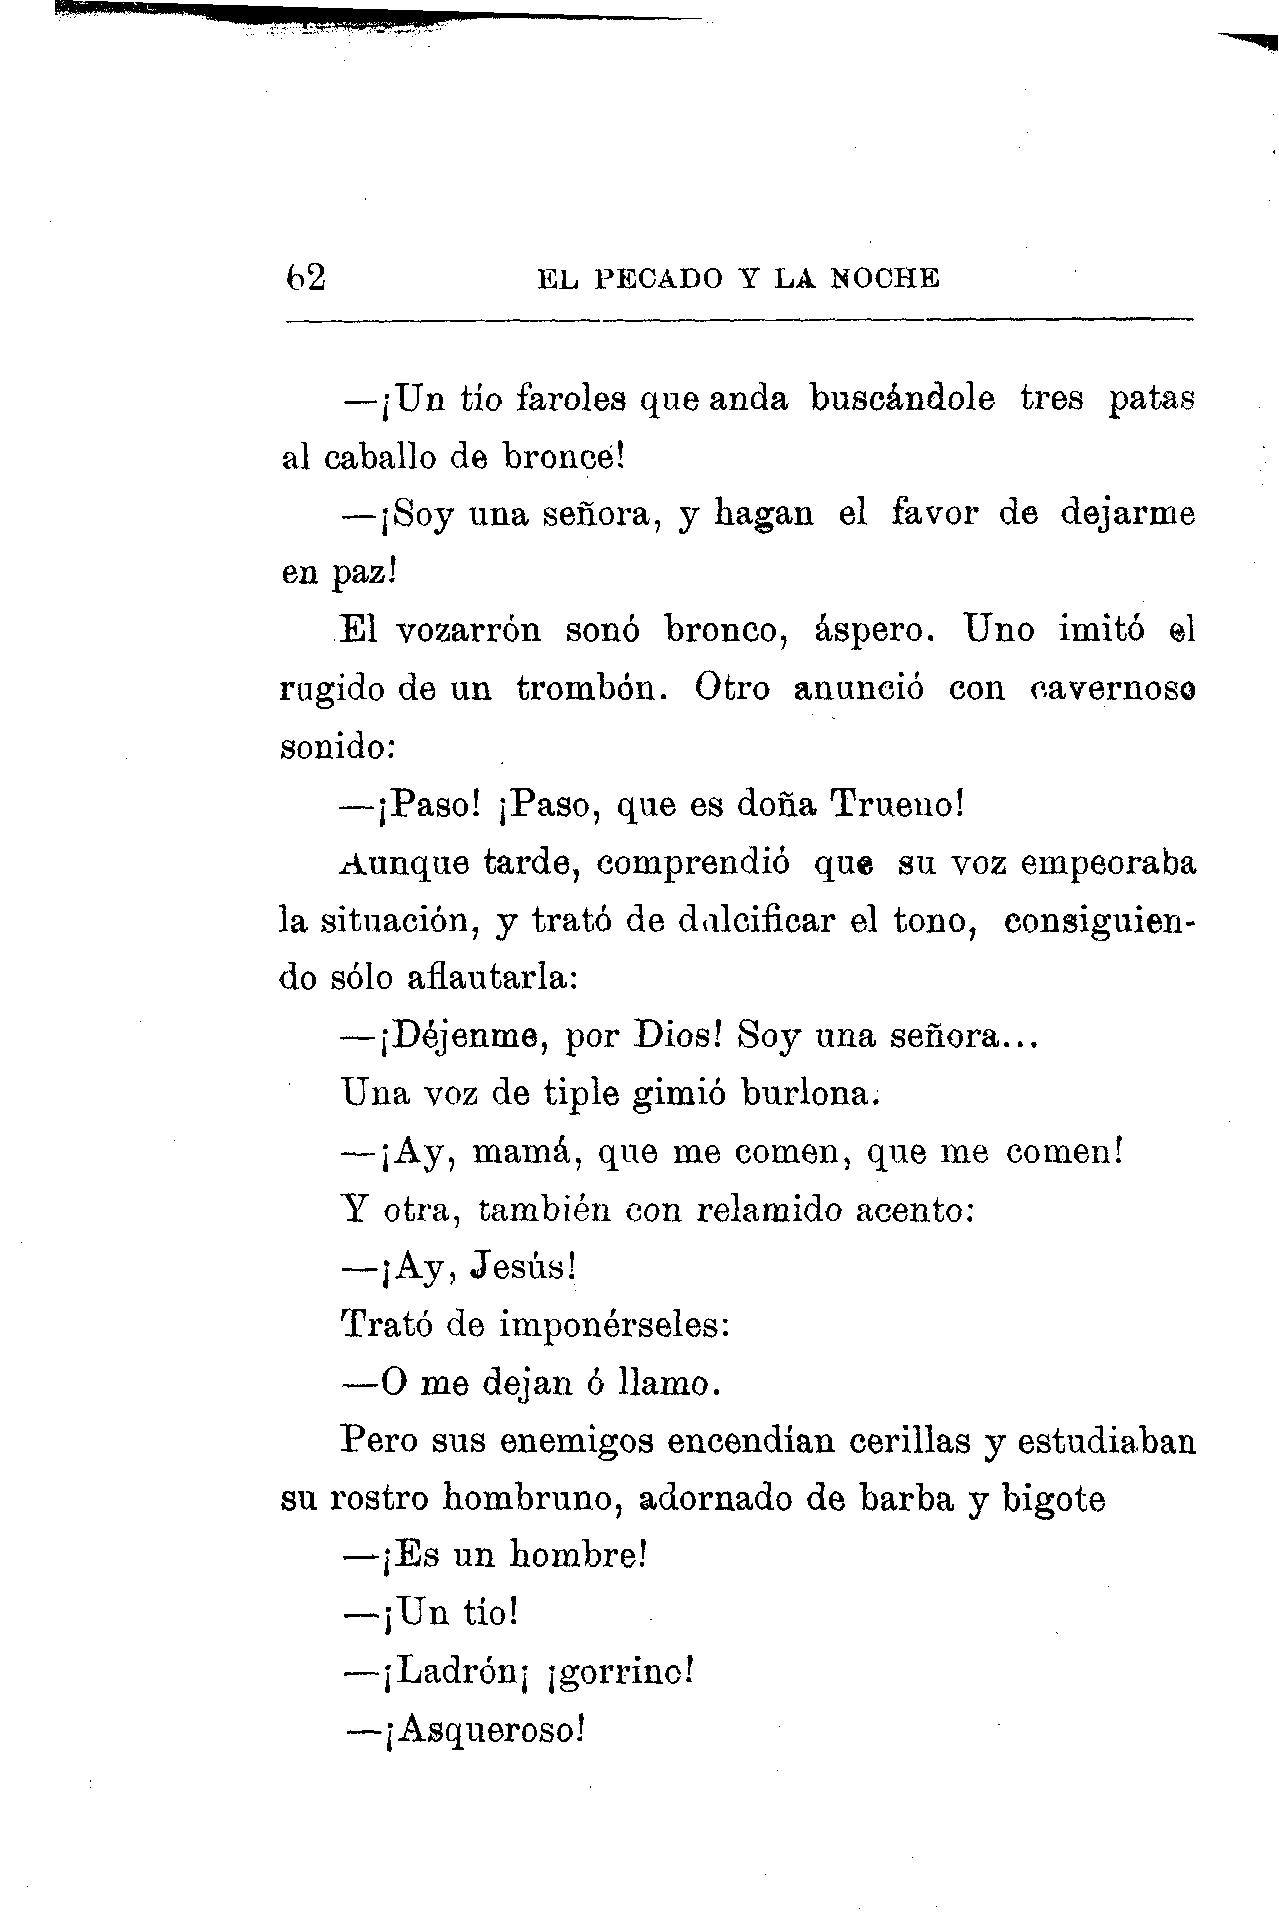 62 EL PECADO Y LA NOCHE
—¡Un tío faroles que anda buscándole tres patas
al caballo de bronce!
—¡Soy una señora, y hagan el favor de dejarme
en paz!
El vozarrón sonó bronco, áspero. Uno imitó el
rugido de un trombón. Otro anunció con cavernoso
sonido:
—¡Paso! ¡Paso, que es doña Trueno!
Aunque tarde, comprendió que su voz empeoraba
la situación, y trató de dulcificar el tono, consiguien-
do sólo aflautarla:
—¡Déjenme, por Dios! Soy una señora...
Una voz de tiple gimió burlona.
—¡Ay, mamá, que me comen, que me comen!
Y otra, también con relamido acento:
—¡Ay, Jesús!
Trató de imponérseles:
—O me dejan ó llamo.
Pero sus enemigos encendían cerillas y estudiaban
su rostro hombruno, adornado de barba y bigote
—¡Es un hombre!
—¡Un tío!
—¡Ladrón¡ ¡gorrino!
—¡Asqueroso!